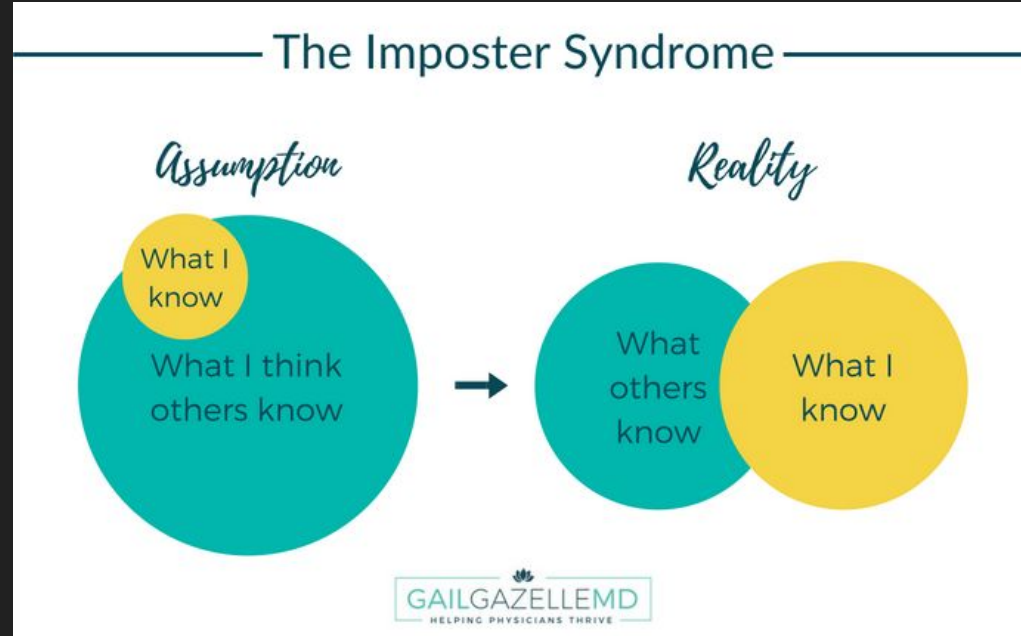 The Imposter Syndrome
Assumption
What I
know
What I think
others know
Reality
What
others
know
What I
know
GAILGAZELLEMD
HELPING PHYSICIANS THRIVE